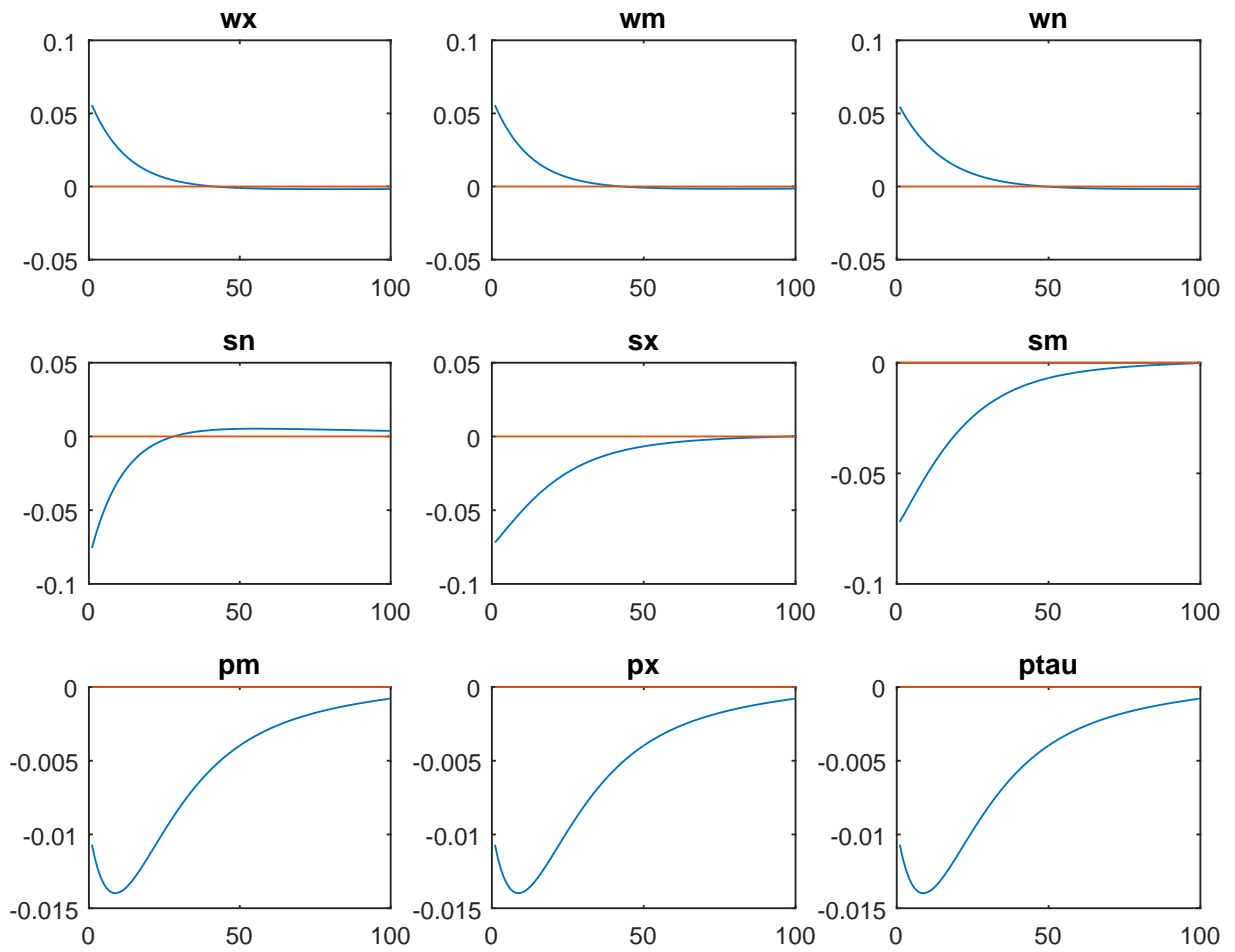 wx wm wn
0.1 0.1 0.1
0.05 0.05 0.05
0 0 0
-0.05 -0.05 -0.05
0 50 100 0 50 100 0 50 100
sn sx sm
0.05 0.05 0
0 0 -0.05
-0.05 -0.05
-0.1 -0.1 -0.1
0 50 100 0 50 100 0 50 100
pm px ptau
0 0 0
-0.005 -0.005 -0.005
-0.01 -0.01 -0.01
-0.015 -0.015 -0.015
0 50 100 0 50 100 0 50 100